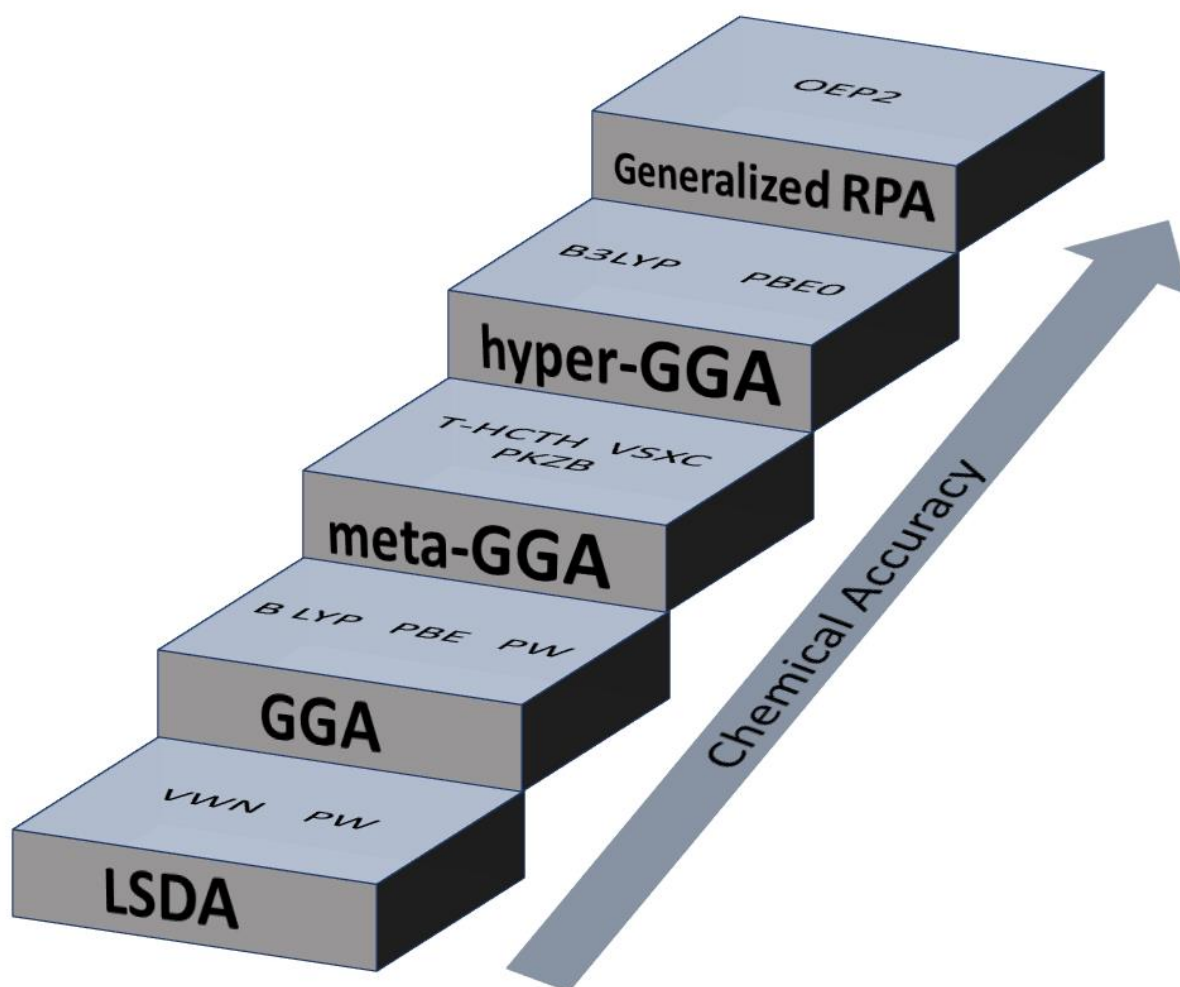 OEP2
Generalized RPA
B3LYP PBE0
hyper-GGA
T-HCTH VSXC
PKZB
meta-GGA
B LYP PBE PW
GGA
VWN PW
LSDA
Chemical Accuracy